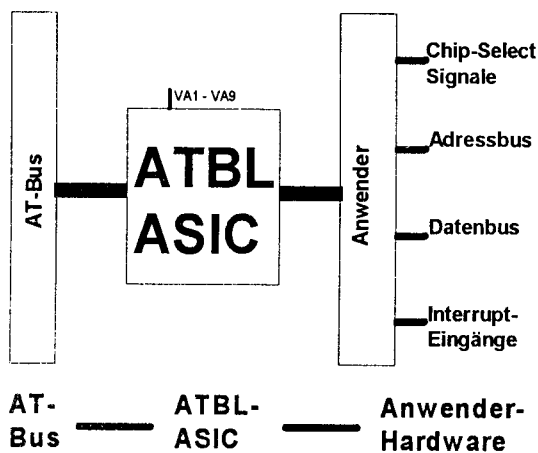 AT-Bus
VA1 - VA9
ATBL
ASIC
Anwender
Chip-Select
Signale
Adressbus
Datenbus
Interrupt-
Eingänge
AT-
Bus
ATBL-
ASIC
Anwender-
Hardware